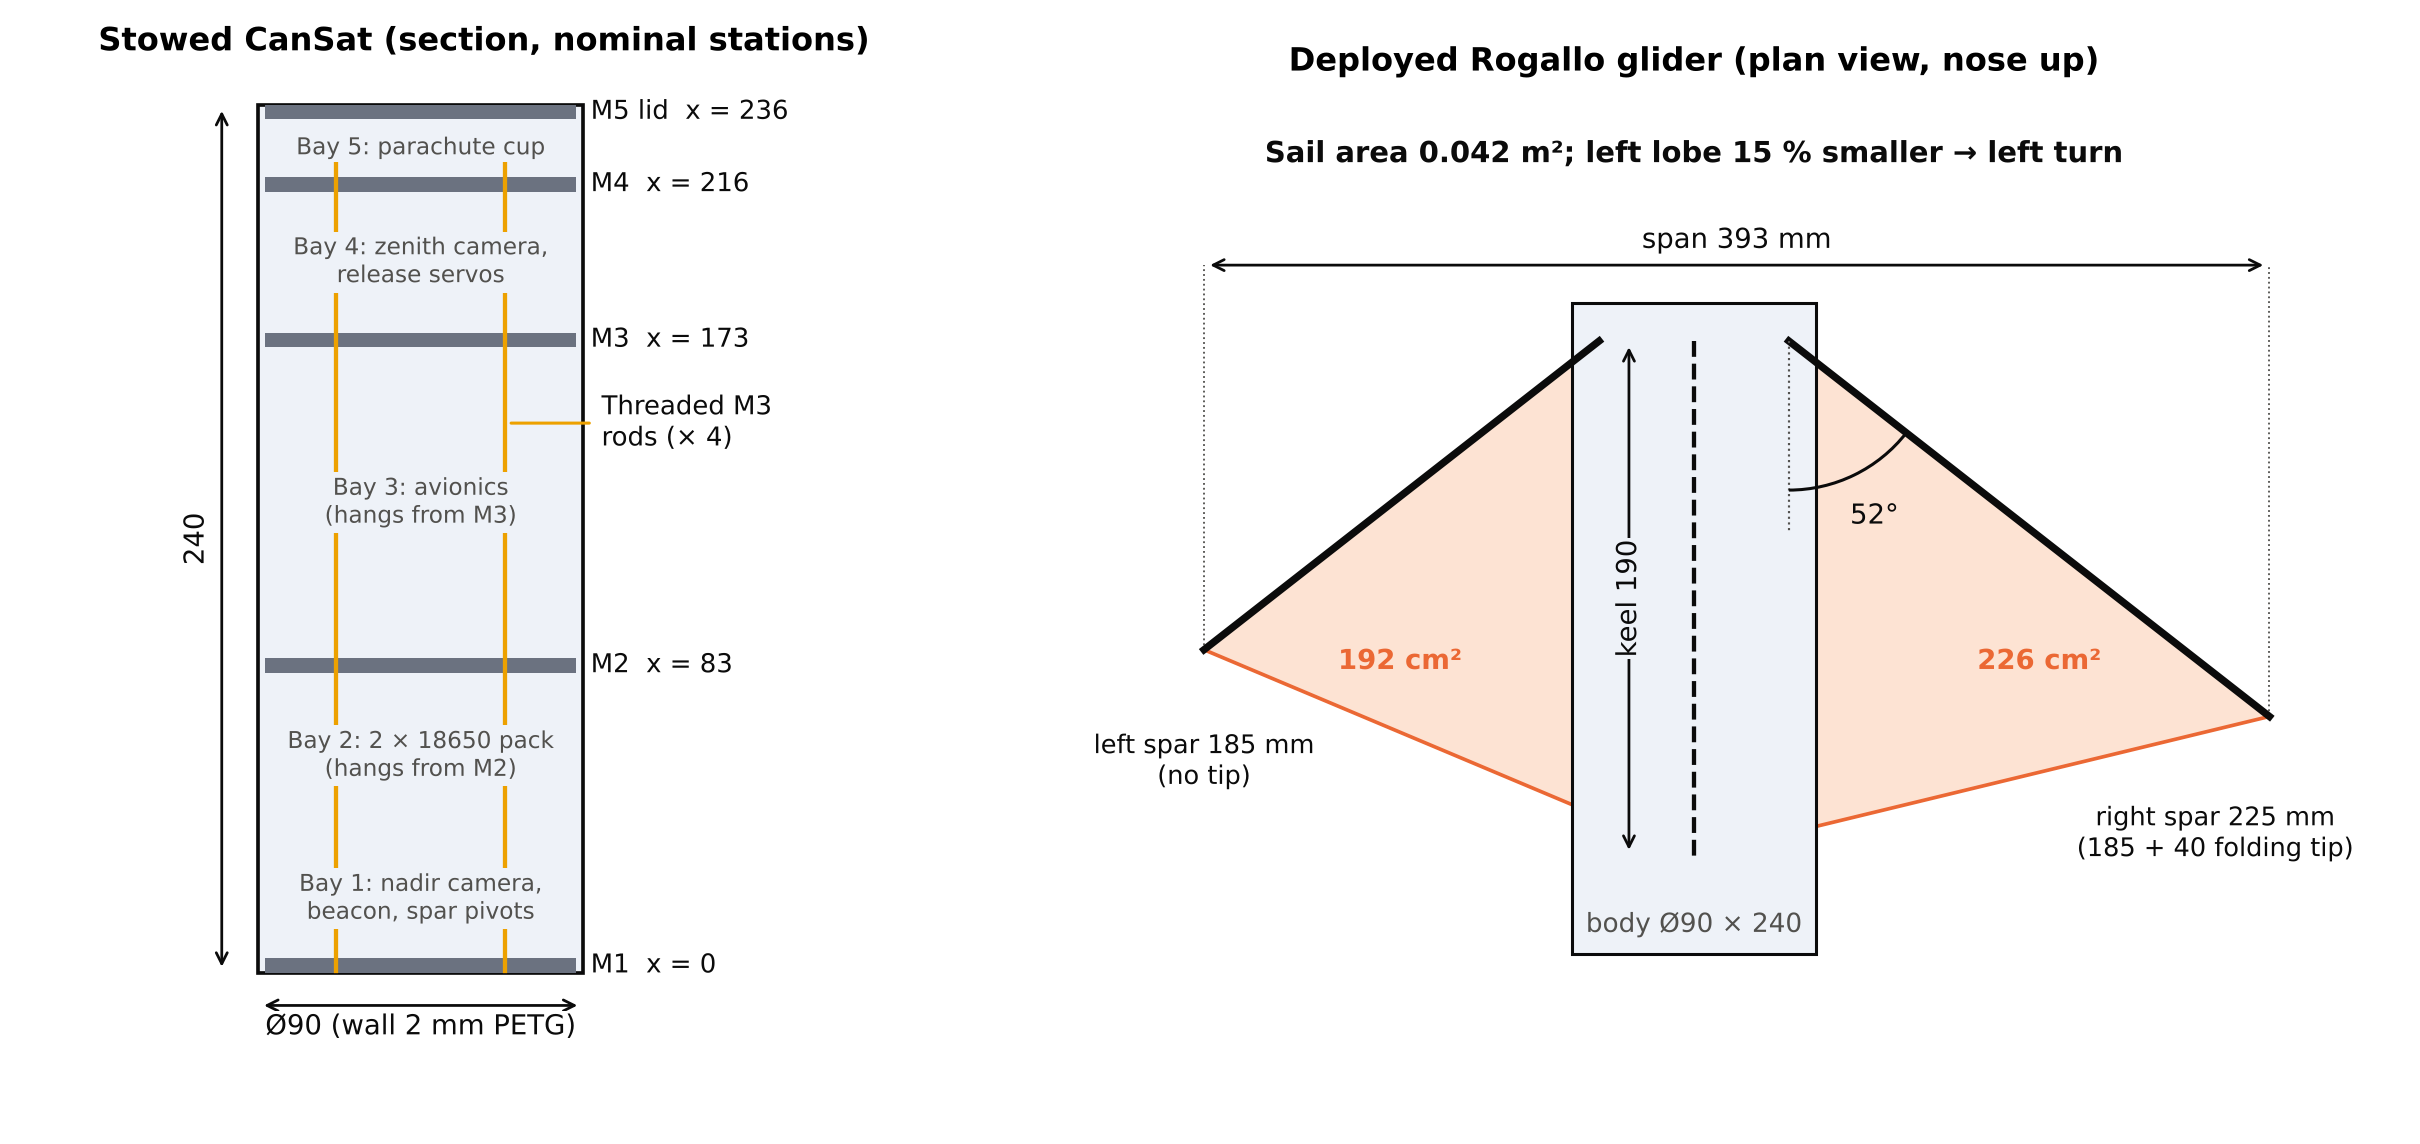 Stowed CanSat (section, nominal stations)
M5 lid  x = 236
Bay 5: parachute cup
M4  x = 216
Bay 4: zenith camera,
release servos
M3  x = 173
Threaded M3
rods (× 4)
Bay 3: avionics
(hangs from M3)
240
M2  x = 83
Bay 2: 2 × 18650 pack
(hangs from M2)
Bay 1: nadir camera,
beacon, spar pivots
M1  x = 0
Ø90 (wall 2 mm PETG)
Deployed Rogallo glider (plan view, nose up)
Sail area 0.042 m²; left lobe 15 % smaller → left turn
span 393 mm
52°
keel 190
192 cm²
226 cm²
left spar 185 mm
(no tip)
right spar 225 mm
(185 + 40 folding tip)
body Ø90 × 240